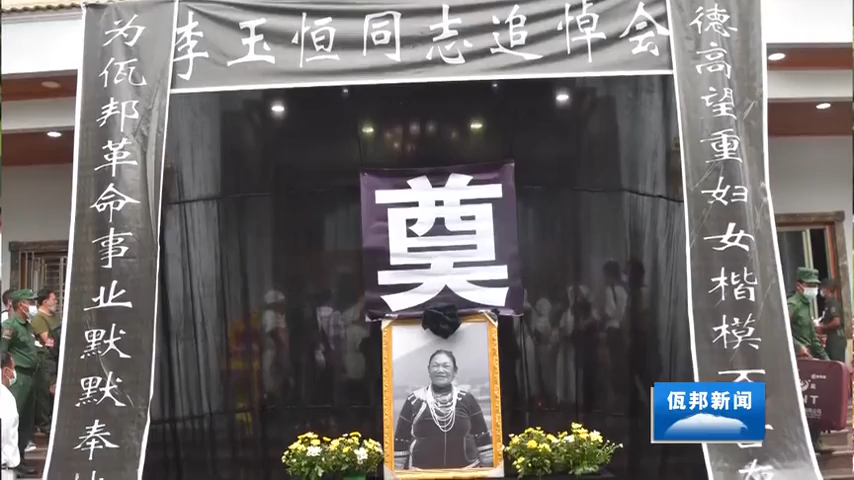 李玉恒同志追悼会
为佤邦革命事业默默奉
德高望重妇女楷模
奠
佤邦新闻